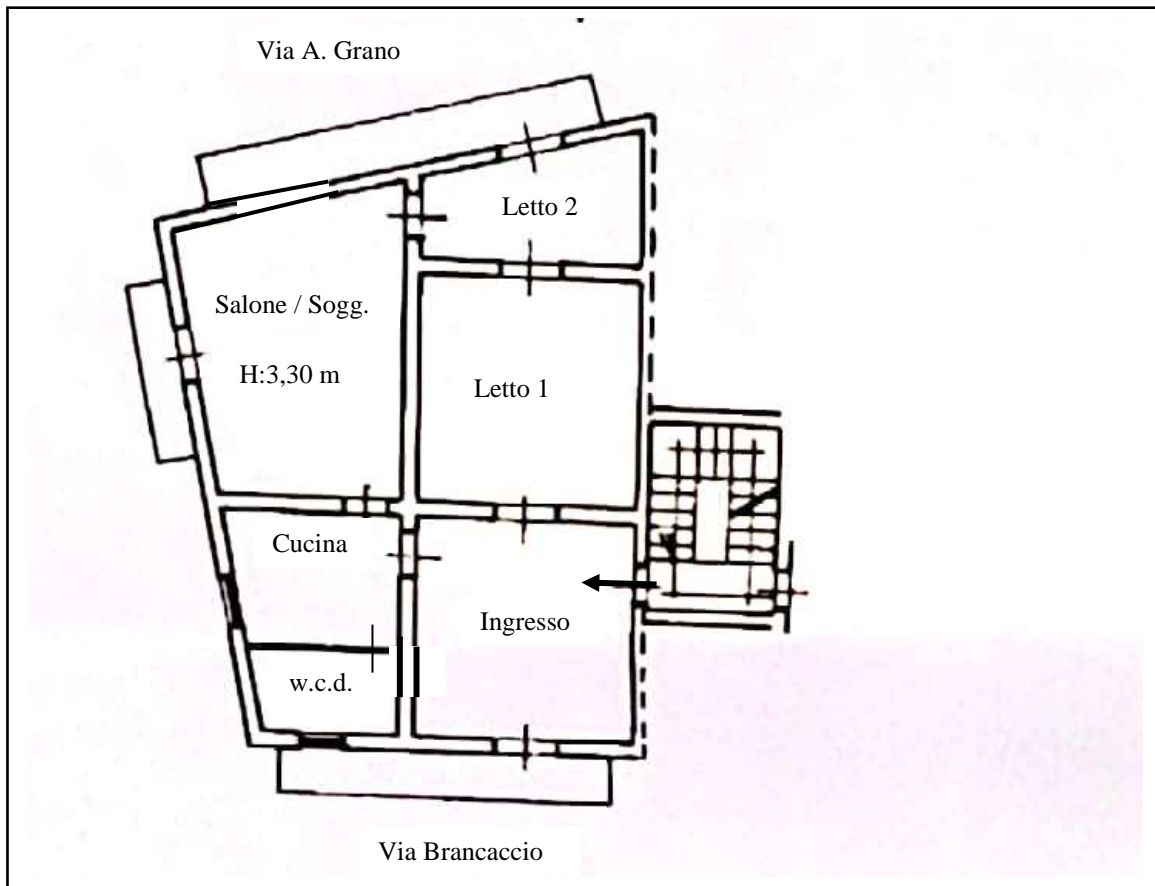 Via A. Grano
Letto 2
Salone / Sogg.
H:3,30 m
Letto 1
Cucina
Ingresso
w.c.d.
Via Brancaccio